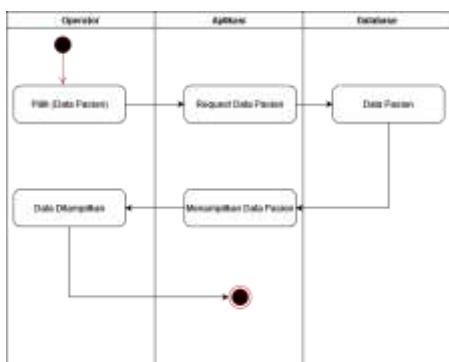 Operator
Aplikasi
Database
Pilih (Data Pasien)
Request Data Pasien
Data Pasien
Data Ditampilkan
Menampilkan Data Pasien